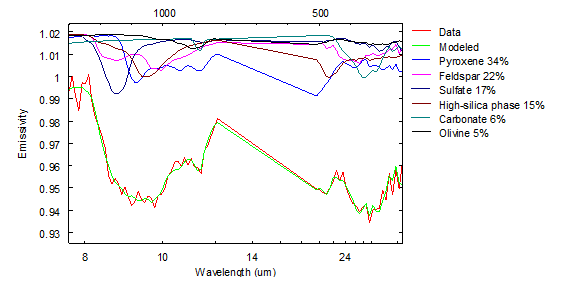 1000 500
1.02
1.01
1
0.99
0.98
0.97
0.96
0.95
0.94
0.93
Emissivity
8 10 14 24
Wavelength (um)
Data
Modeled
Pyroxene 34%
Feldspar 22%
Sulfate 17%
High-silica phase 15%
Carbonate 6%
Olivine 5%